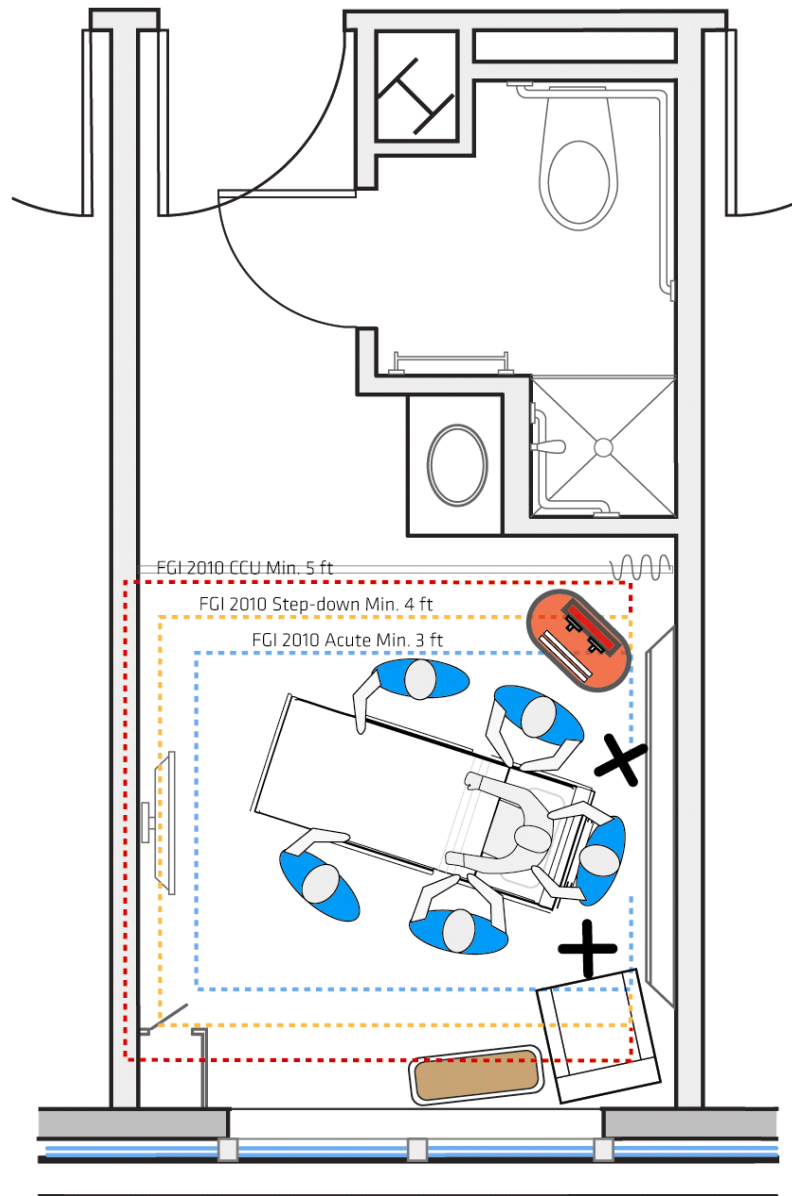 FGI 2010 CCU Min. 5 ft
FGI 2010 Step-down Min. 4 ft
FGI 2010 Acute Min. 3 ft